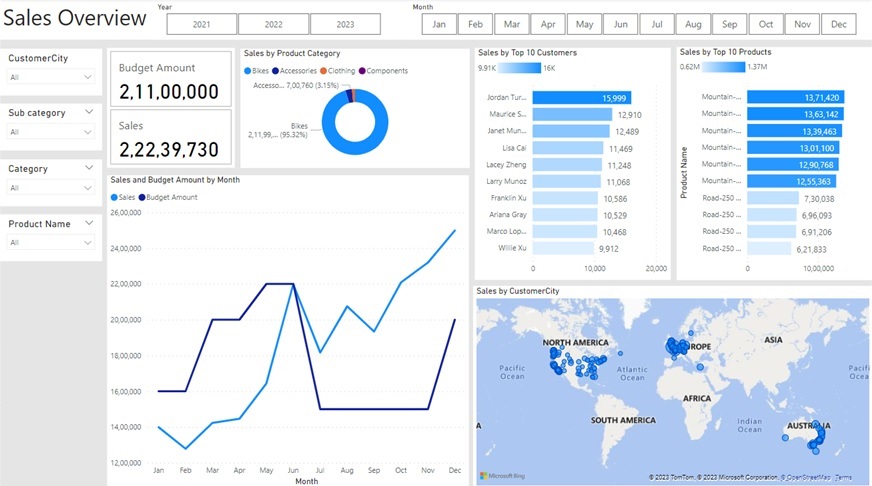 Sales Overview
Year
2021 2022 2023
Month
Jan Feb Mar Apr May Jun Jul Aug Sep Oct Nov Dec
CustomerCity
All
Sub category
All
Category
All
Product Name
All
Budget Amount
2,11,00,000
Sales
2,22,39,730
Sales by Product Category
Bikes Accessories Clothing Components
Accesso... 7,00,760 (3.15%)
Bikes
2,11,99,... (95.32%)
Sales and Budget Amount by Month
Sales Budget Amount
26,00,000
24,00,000
22,00,000
20,00,000
18,00,000
16,00,000
14,00,000
12,00,000
Jan Feb Mar Apr May Jun Jul Aug Sep Oct Nov Dec
Month
Sales by Top 10 Customers
9.91K 16K
Jordan Tur... 15,999
Maurice S... 12,910
Janet Mun... 12,489
Lisa Cai 11,469
Lacey Zheng 11,248
Larry Munoz 11,068
Franklin Xu 10,586
Ariana Gray 10,529
Marco Lop... 10,468
Willie Xu 9,912
0 10,000 20,000
Sales by Top 10 Products
0.62M 1.37M
Product Name
Mountain-... 13,71,420
Mountain-... 13,63,142
Mountain-... 13,39,463
Mountain-... 13,01,100
Mountain-... 12,90,768
Mountain-... 12,55,363
Road-250 ... 7,30,038
Road-250 ... 6,96,093
Road-250 ... 6,91,206
Road-250 ... 6,21,833
0 10,00,000
Sales by CustomerCity
NORTH AMERICA
ROPE
ASIA
Pacific
Ocean
Atlantic
Ocean
Pacifi
Oc
AFRICA
SOUTH AMERICA
Indian
Ocean
AUSTRALIA
A
Microsoft Bing
© 2023 TomTom, © 2023 Microsoft Corporation, © OpenStreetMap Terms